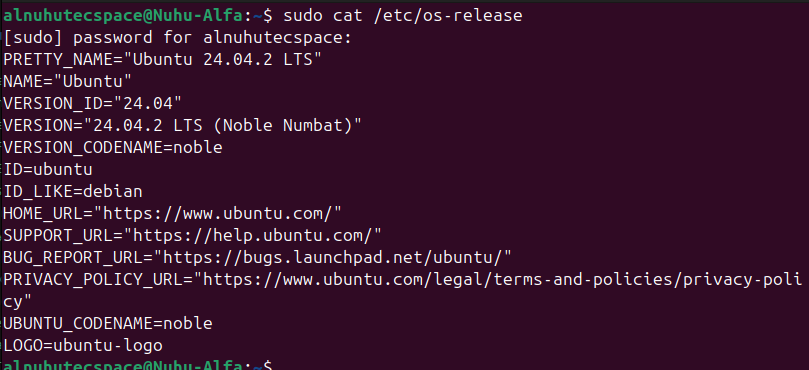 alnuhutecspace@Nuhu-Alfa:~$ sudo cat /etc/os-release
[sudo] password for alnuhutecspace:
PRETTY_NAME="Ubuntu 24.04.2 LTS"
NAME="Ubuntu"
VERSION_ID="24.04"
VERSION="24.04.2 LTS (Noble Numbat)"
VERSION_CODENAME=noble
ID=ubuntu
ID_LIKE=debian
HOME_URL="https://www.ubuntu.com/"
SUPPORT_URL="https://help.ubuntu.com/"
BUG_REPORT_URL="https://bugs.launchpad.net/ubuntu/"
PRIVACY_POLICY_URL="https://www.ubuntu.com/legal/terms-and-policies/privacy-poli
cy"
UBUNTU_CODENAME=noble
LOGO=ubuntu-logo
alnuhutecspace@Nuhu-Alfa:~$